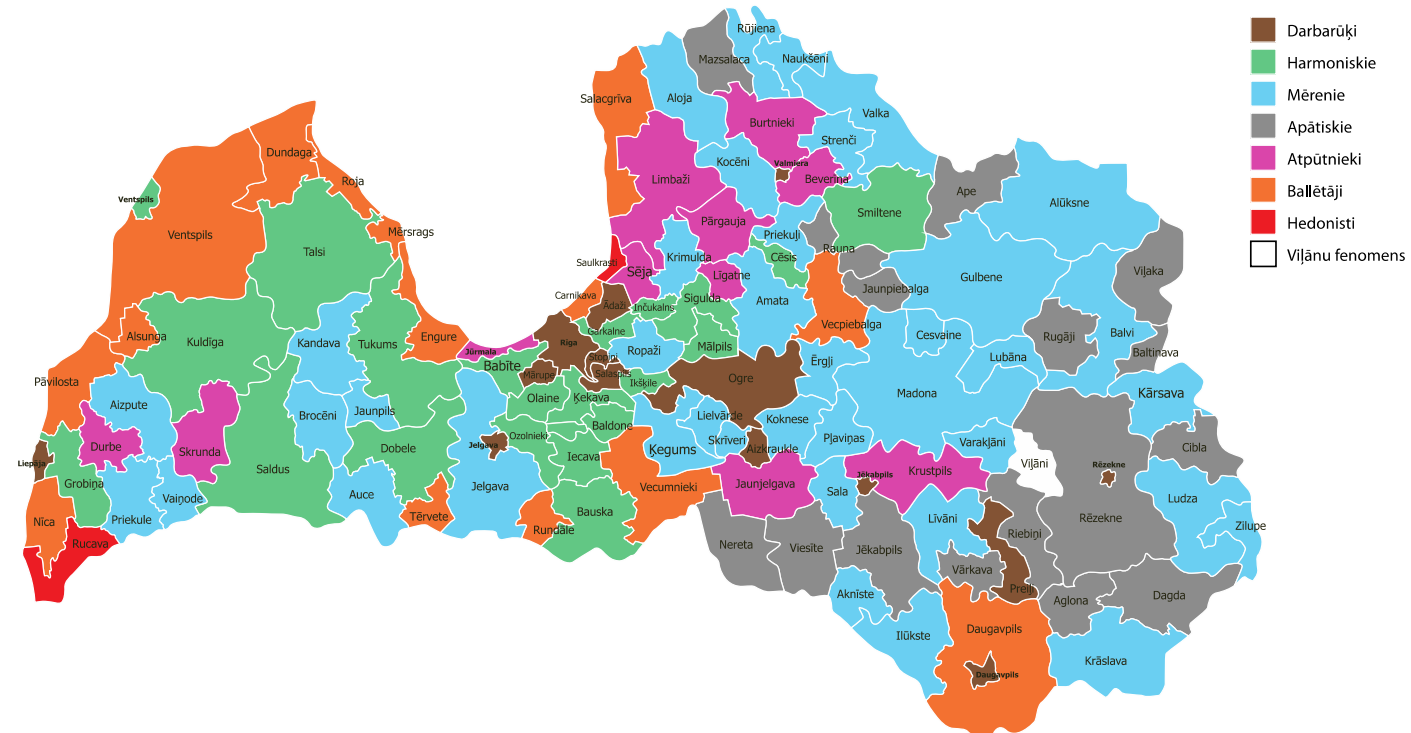 Darbarūķi
Harmoniskie
Mērenie
Apātiskie
Atpūtnieki
Ballētāji
Hedonisti
Viļānu fenomens
Rūjiena
Mazsalaca
Naukšēni
Salacgrīva
Aloja
Valka
Burtnieki
Strenči
Dundaga
Kocēni
Valmiera
Limbaži
Beverīna
Roja
Ape
Ventspils
Alūksne
Smiltene
Pārgauja
Ventspils
Mērsrags
Priekuļi
Rauna
Talsi
Krimulda
Cēsis
Saulkrasti
Sēja
Līgatne
Viļaka
Gulbene
Jaunpiebalga
Carnikava
Sigulda
Amata
Ādaži
Inčukalns
Vecpiebalga
Garkalne
Alsunga
Kuldīga
Kandava
Tukums
Engure
Rīga
Cesvaine
Rugāji
Balvi
Jūrmala
Stopiņi
Ropaži
Mālpils
Baltinava
Babīte
Ērgļi
Lubāna
Mārupe
Salaspils
Pāvilosta
Ikšķile
Ogre
Madona
Kārsava
Aizpute
Olaine
Ķekava
Brocēni
Jaunpils
Lielvārde
Koknese
Baldone
Durbe
Skrunda
Dobele
Jelgava
Ozolnieki
Skrīveri
Pļaviņas
Varakļāni
Ķegums
Aizkraukle
Cibla
Liepāja
Iecava
Viļāni
Rēzekne
Grobiņa
Saldus
Krustpils
Jēkabpils
Jelgava
Vecumnieki
Jaunjelgava
Sala
Vaiņode
Auce
Ludza
Bauska
Nīca
Priekule
Tērvete
Līvāni
Rēzekne
Zilupe
Rundāle
Riebiņi
Rucava
Nereta
Viesīte
Jēkabpils
Vārkava
Preiļi
Aknīste
Aglona
Dagda
Ilūkste
Daugavpils
Krāslava
Daugavpils